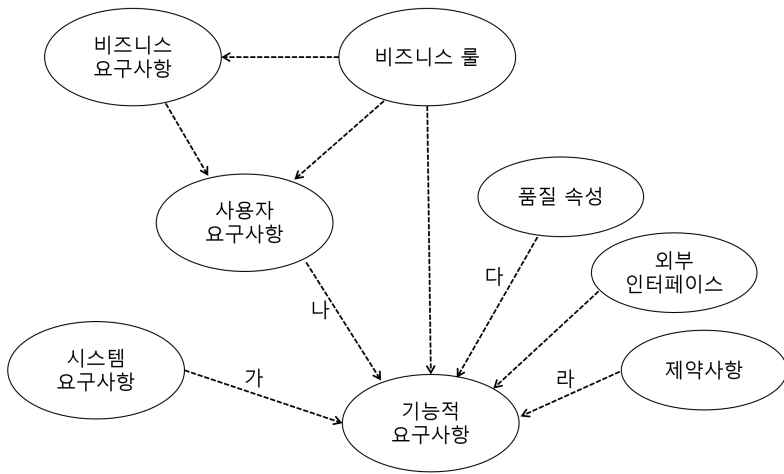 비즈니스
요구사항
비즈니스 룰
사용자
요구사항
품질 속성
외부
인터페이스
다
나
시스템
요구사항
가
라
제약사항
기능적
요구사항